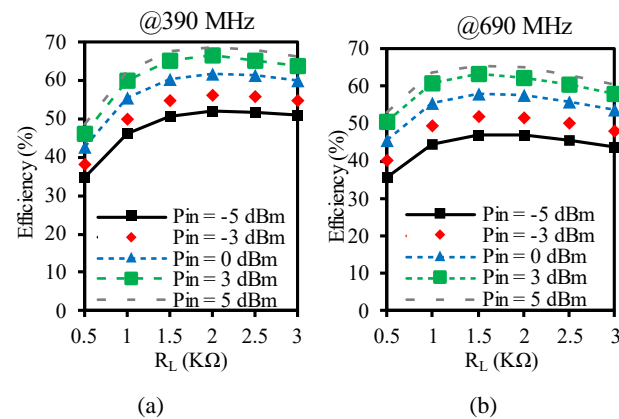 @390 MHz
70
60
50
40
30
20
10
0
Efficiency (%)
Pin = -5 dBm
Pin = -3 dBm
Pin = 0 dBm
Pin = 3 dBm
Pin = 5 dBm
0.5 1 1.5 2 2.5 3
R_L (KΩ)
(a)
@690 MHz
70
60
50
40
30
20
10
0
Efficiency (%)
Pin = -5 dBm
Pin = -3 dBm
Pin = 0 dBm
Pin = 3 dBm
Pin = 5 dBm
0.5 1 1.5 2 2.5 3
R_L (KΩ)
(b)